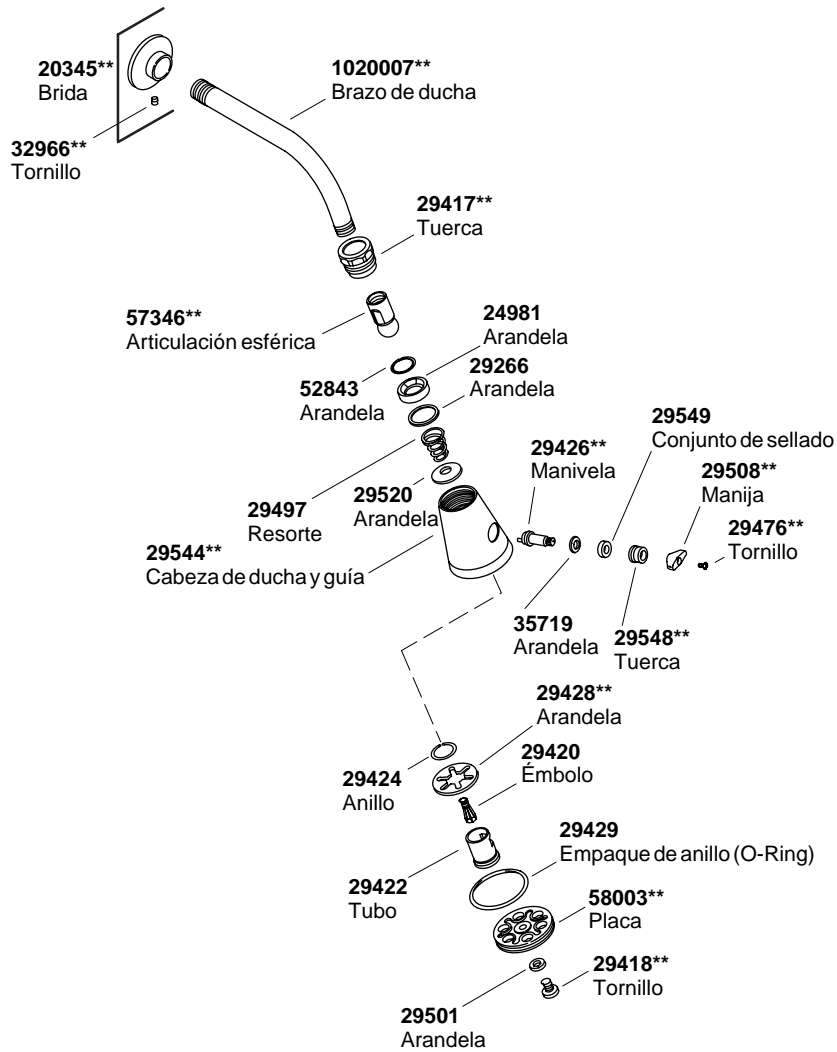 20345**
Brida
1020007**
Brazo de ducha
32966**
Tornillo
29417**
Tuerca
57346**
Articulación esférica
24981
Arandela
52843
Arandela
29266
Arandela
29549
Conjunto de sellado
29426**
Manivela
29508**
Manija
29497
Resorte
29520
Arandela
29476**
Tornillo
29544**
Cabeza de ducha y guía
35719
Arandela
29548**
Tuerca
29428**
Arandela
29424
Anillo
29420
Émbolo
29429
Empaque de anillo (O-Ring)
29422
Tubo
58003**
Placa
29418**
Tornillo
29501
Arandela